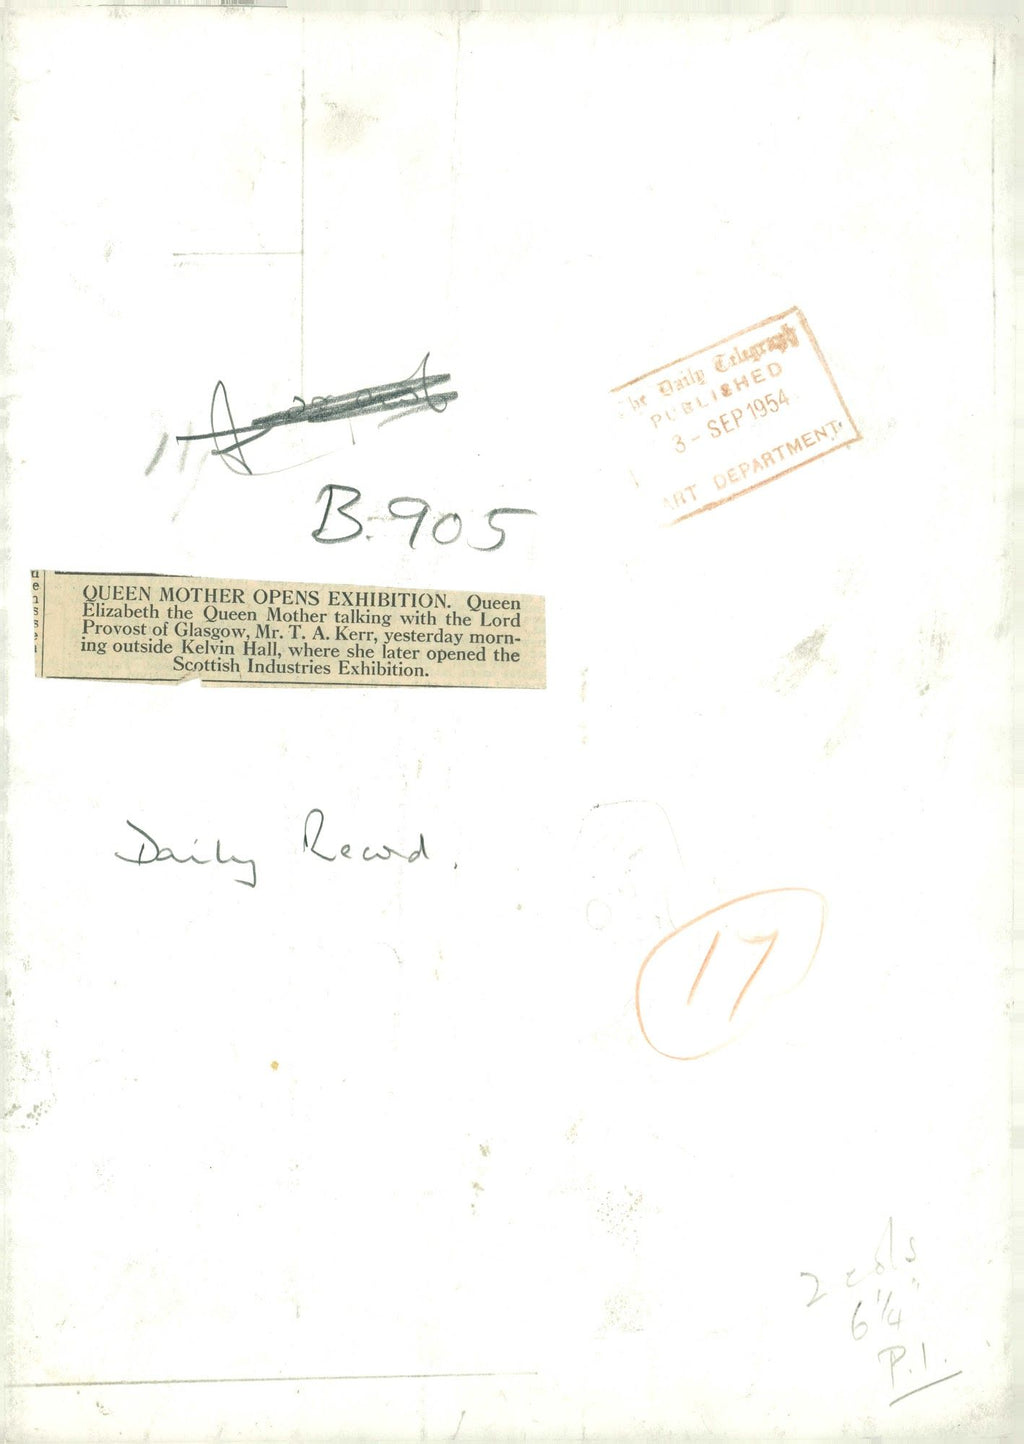 The Daily Telegraph
PUBLISHED
3 - SEP 1954
ART DEPARTMENT.
B.905
QUEEN MOTHER OPENS EXHIBITION. Queen
Elizabeth the Queen Mother talking with the Lord
Provost of Glasgow, Mr. T. A. Kerr, yesterday morn-
ing outside Kelvin Hall, where she later opened the
Scottish Industries Exhibition.
Daily Record.
17
2 cols
6 1/4"
P.1.